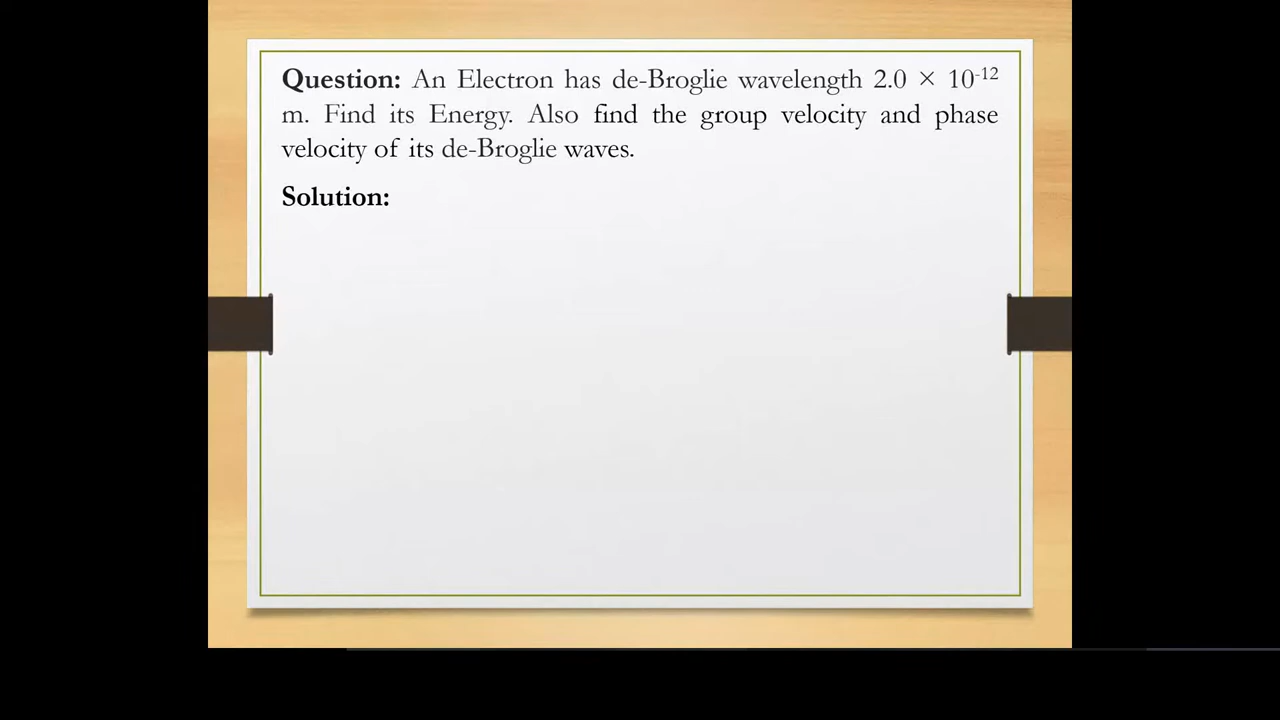 Question: An Electron has de-Broglie wavelength 2.0 × 10⁻¹²
m. Find its Energy. Also find the group velocity and phase
velocity of its de-Broglie waves.
Solution: